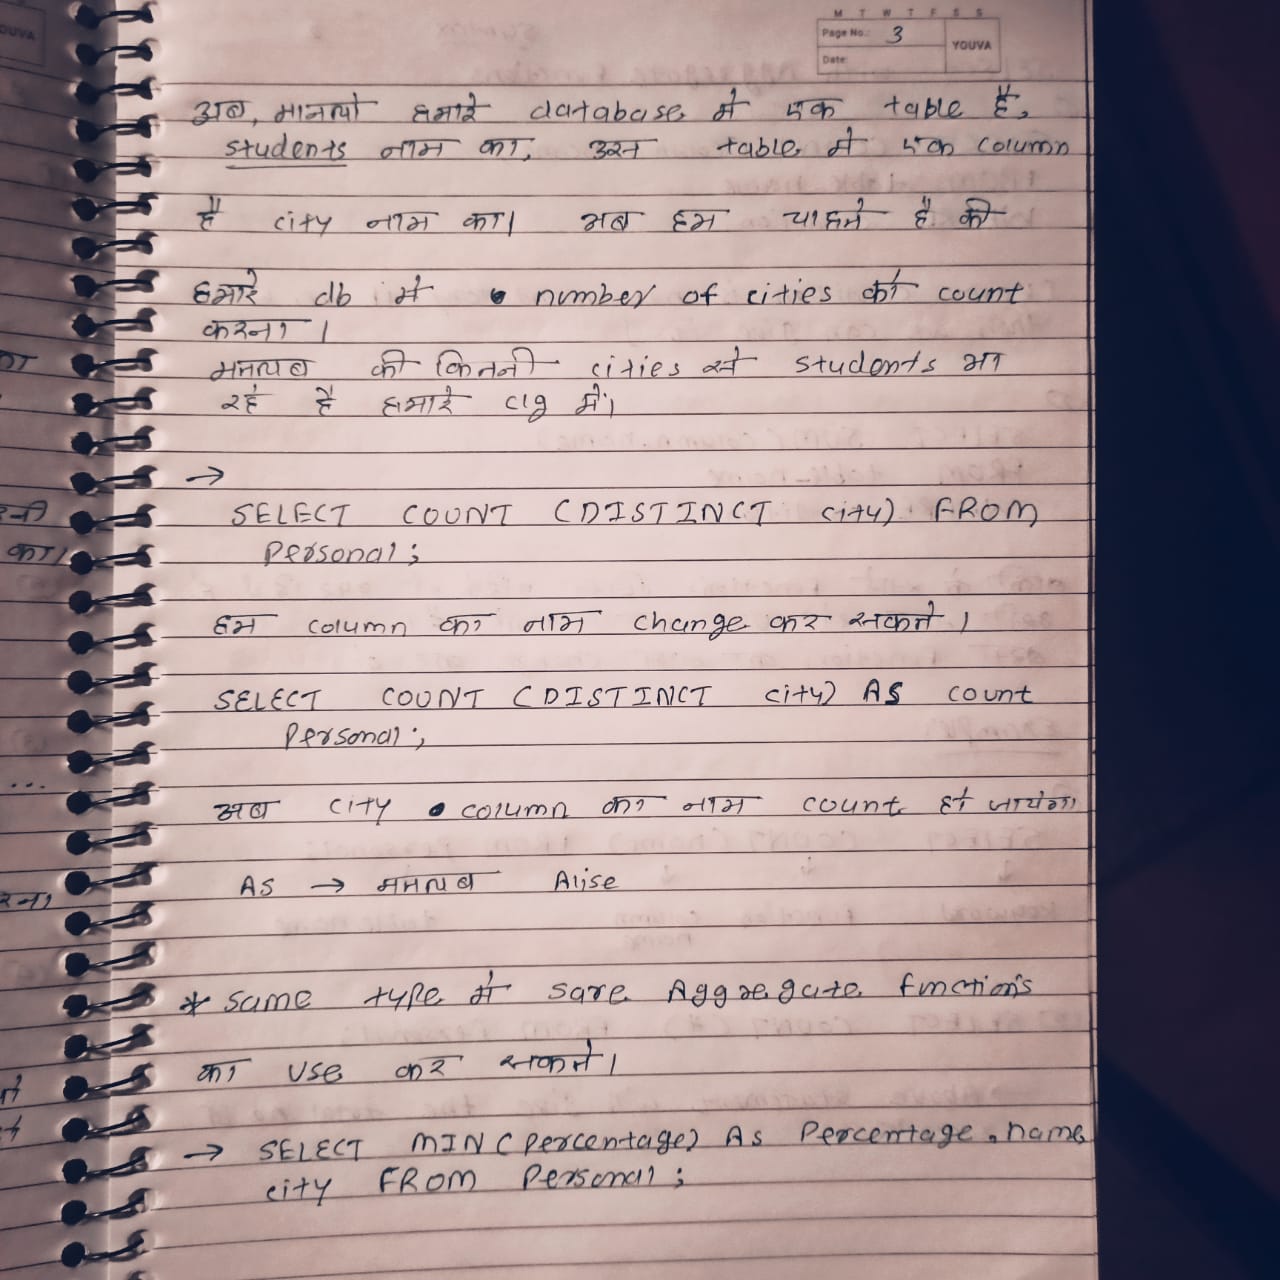 M T W T F S S
Page No.: 3
YOUVA
Date:
अब, मानलो हमारे database में एक table है,
students नाम का, उस table में एक column
है city नाम का। अब हम चाहते है की
हमारे db में number of cities को count
करना।
मतलब की कितनी cities से students आ
रहे है हमारे clg में।
→
SELECT COUNT (DISTINCT city) FROM
Personal;
हम column का नाम change कर सकते।
SELECT COUNT (DISTINCT city) AS count
Personal;
अब city column का नाम count हो जायेगा
As → मतलब Alise
* Same type में sare Aggregate functions
का use कर सकते।
→ SELECT MIN(percentage) As Percentage, name
city FROM Personal;